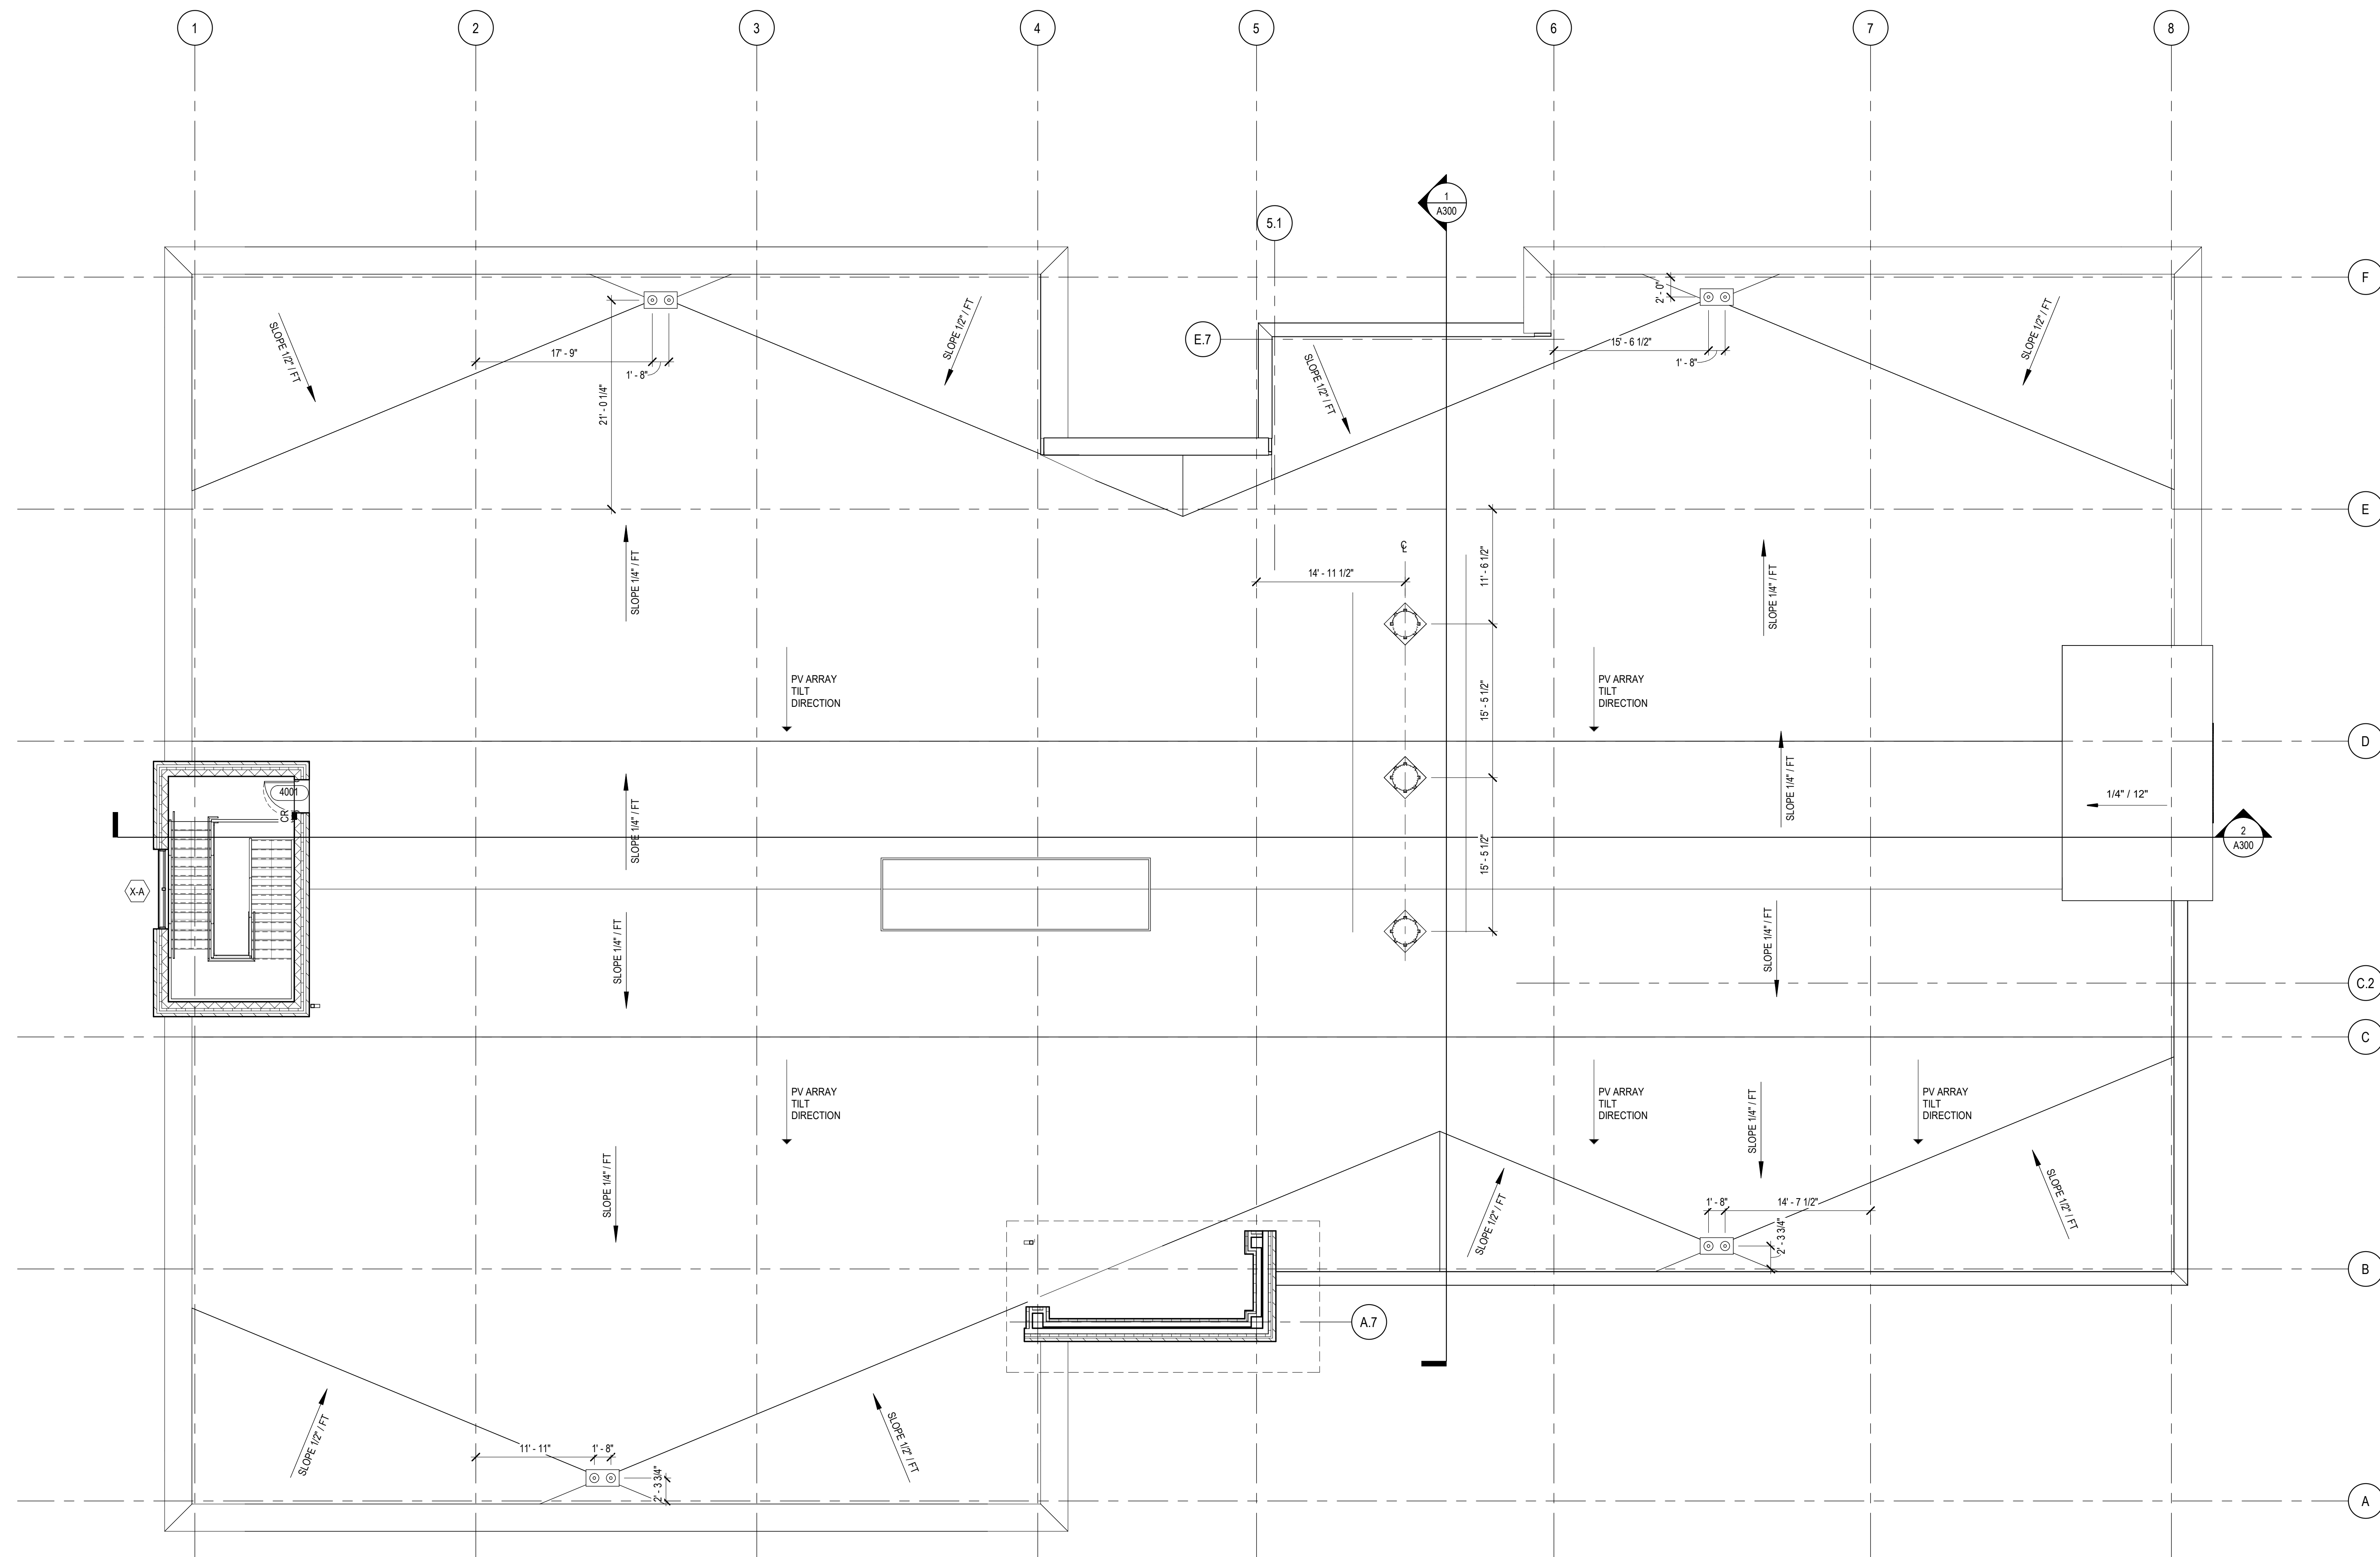 1
2
3
4
5
6
7
8
1
A300
5.1
F
E.7
2' - 0"
SLOPE 1/2" / FT
SLOPE 1/2" / FT
SLOPE 1/2" / FT
SLOPE 1/2" / FT
17' - 9"
1' - 8"
15' - 6 1/2"
1' - 8"
21' - 0 1/4"
E
SLOPE 1/4" / FT
14' - 11 1/2"
CL
11' - 6 1/2"
SLOPE 1/4" / FT
PV ARRAY
TILT
DIRECTION
15' - 5 1/2"
PV ARRAY
TILT
DIRECTION
D
4001
CR
SLOPE 1/4" / FT
SLOPE 1/4" / FT
1/4" / 12"
2
A300
15' - 5 1/2"
X-A
SLOPE 1/4" / FT
SLOPE 1/4" / FT
C.2
C
PV ARRAY
TILT
DIRECTION
PV ARRAY
TILT
DIRECTION
SLOPE 1/4" / FT
PV ARRAY
TILT
DIRECTION
SLOPE 1/4" / FT
SLOPE 1/2" / FT
1' - 8"
14' - 7 1/2"
2' - 3 3/4"
SLOPE 1/2" / FT
B
A.7
SLOPE 1/2" / FT
11' - 11"
1' - 8"
2' - 3 3/4"
SLOPE 1/2" / FT
A